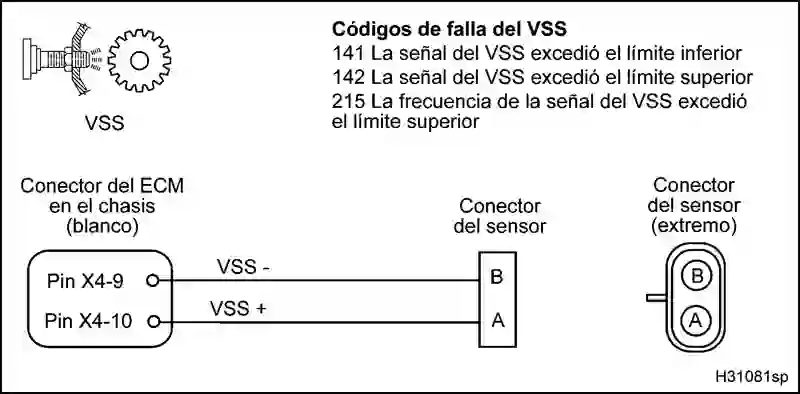 Códigos de falla del VSS
141 La señal del VSS excedió el límite inferior
142 La señal del VSS excedió el límite superior
215 La frecuencia de la señal del VSS excedió
el límite superior
VSS
Conector del ECM
en el chasis
(blanco)
Conector
del sensor
Conector
del sensor
(extremo)
Pin X4-9
VSS -
B
B
Pin X4-10
VSS +
A
A
H31081sp